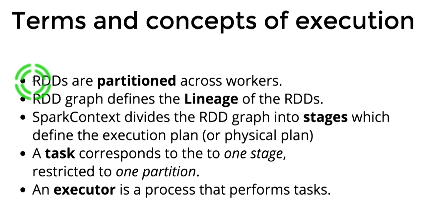 Terms and concepts of execution
• RDDs are partitioned across workers.
• RDD graph defines the Lineage of the RDDs.
• SparkContext divides the RDD graph into stages which
define the execution plan (or physical plan)
• A task corresponds to the to one stage,
restricted to one partition.
• An executor is a process that performs tasks.